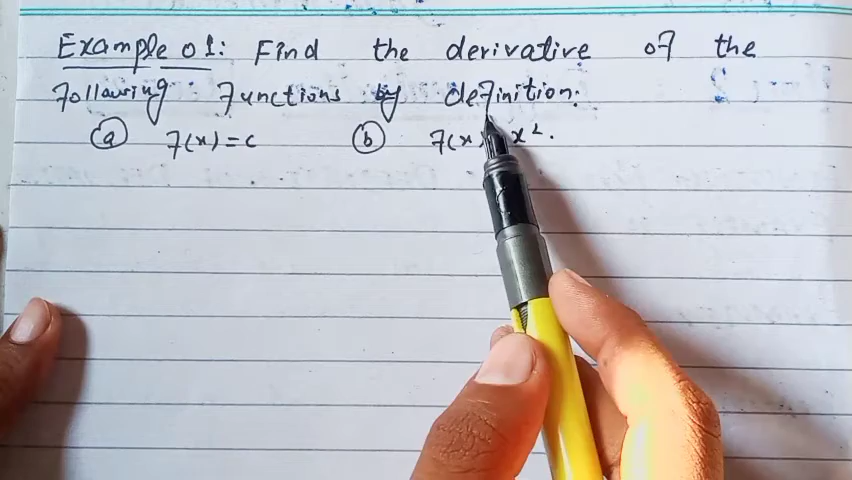 Example 01: Find the derivative of the
following functions by definition:
(a) f(x) = c (b) f(x) x².